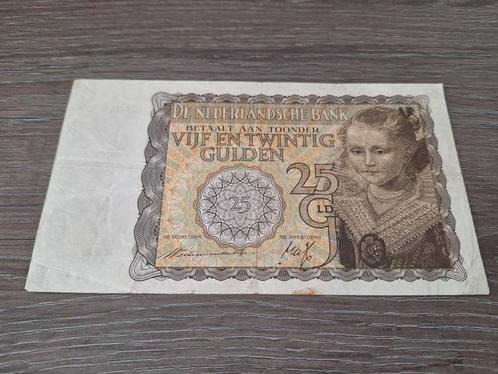 DE NEDERLANDSCHE BANK
BETAALT AAN TOONDER
VIJF EN TWINTIG
GULDEN
25
GLD
25
DE SECRETARIS
DE PRESIDENT